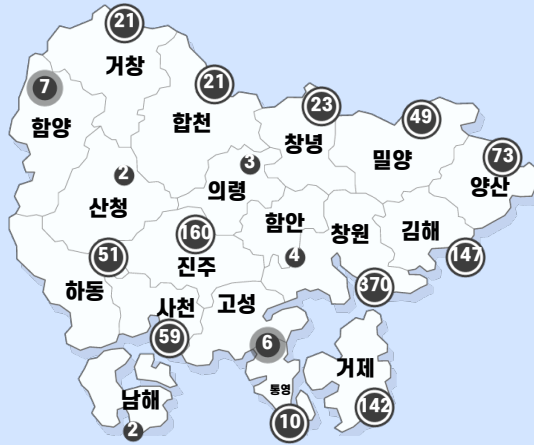 21
거창
7
함양
21
합천
23
창녕
49
밀양
73
양산
2
산청
3
의령
함안
4
창원
370
김해
147
160
진주
51
하동
사천
59
고성
6
통영
10
거제
142
남해
2